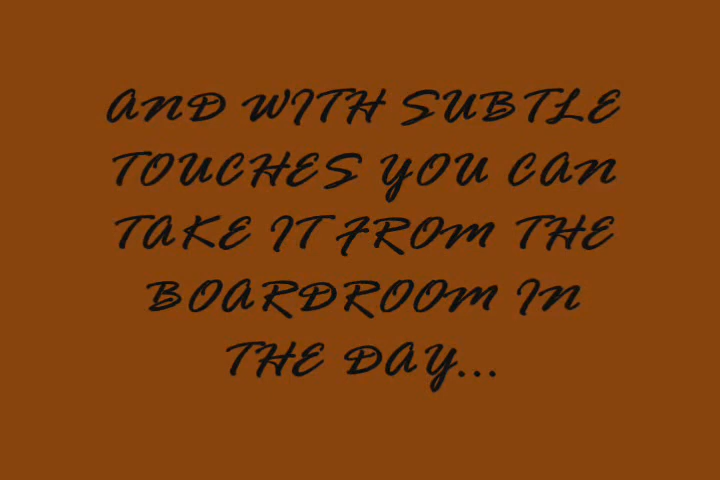 AND WITH SUBTLE
TOUCHES YOU CAN
TAKE IT FROM THE
BOARDROOM IN
THE DAY...